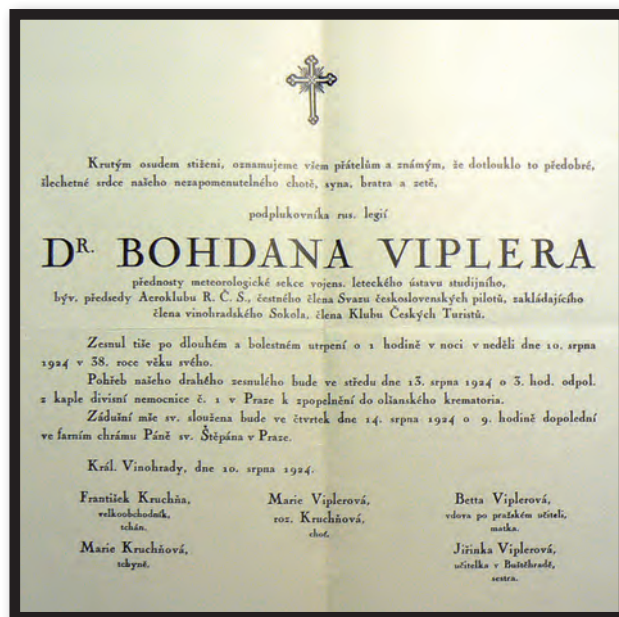 Krutým osudem stiženi, oznamujeme všem přátelům a známým, že dotlouklo to předobré,
šlechetné srdce našeho nezapomenutelného chotě, syna, bratra a zetě,
podplukovníka rus. legií
DR. BOHDANA VIPLERA
přednosty meteorologické sekce vojens. leteckého ústavu studijního,
býv. předsedy Aeroklubu R. Č. S., čestného člena Svazu československých pilotů, zakládajícího
člena vinohradského Sokola, člena Klubu Českých Turistů.
Zesnul tiše po dlouhém a bolestném utrpení o 1 hodině v noci v neděli dne 10. srpna
1924 v 38. roce věku svého.
Pohřeb našeho drahého zesnulého bude ve středu dne 13. srpna 1924 o 3. hod. odpol.
z kaple divisní nemocnice č. 1 v Praze k zpopelnění do olšanského krematoria.
Zádušní mše sv. sloužena bude ve čtvrtek dne 14. srpna 1924 o 9. hodině dopolední
ve farním chrámu Páně sv. Štěpána v Praze.
Král. Vinohrady, dne 10. srpna 1924.
František Kruchňa,
velkoobchodník,
tchán.
Marie Kruchňová,
tchyně.
Marie Viplerová,
roz. Kruchňová,
choť.
Betta Viplerová,
vdova po pražském učiteli,
matka.
Jiřinka Viplerová,
učitelka v Buštěhradě,
sestra.